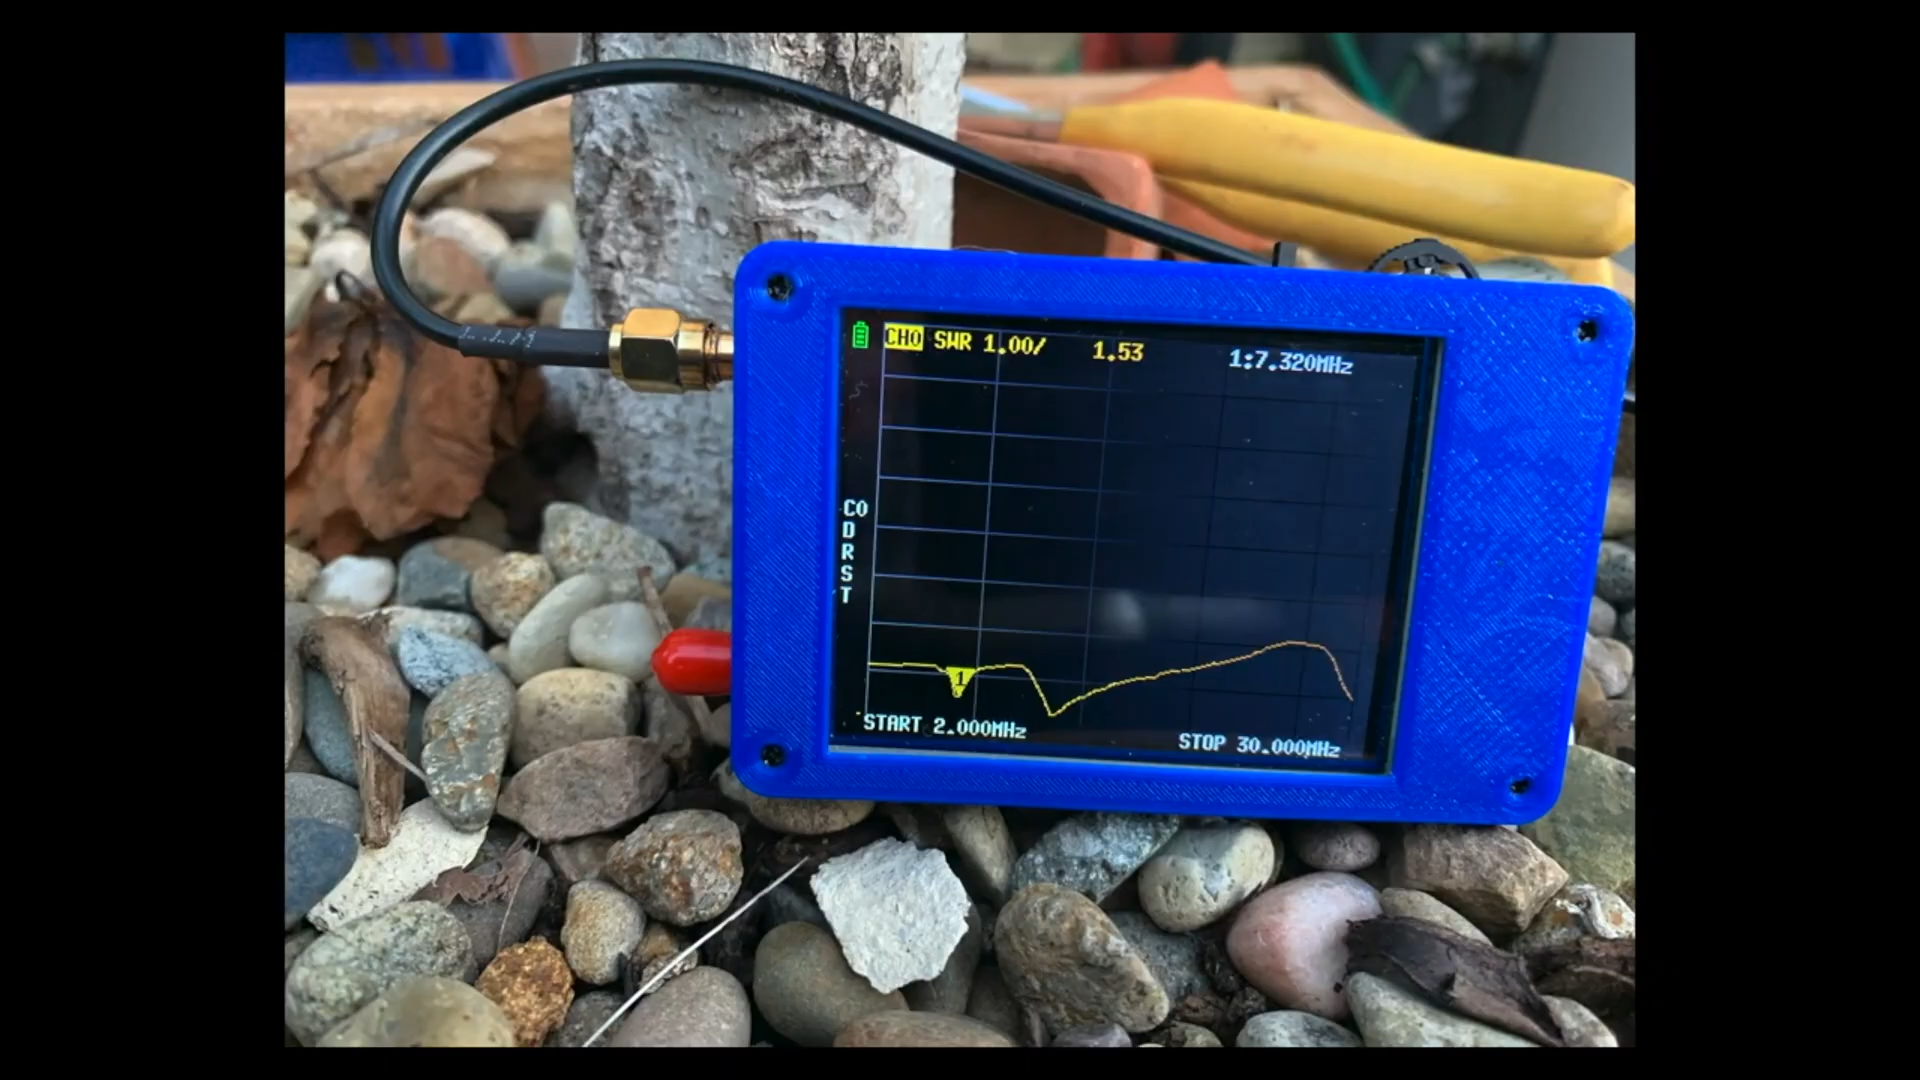 CH0 SWR 1.00/ 1.53 1:7.320MHz
C0
D
R
S
T
1
START 2.000MHz STOP 30.000MHz